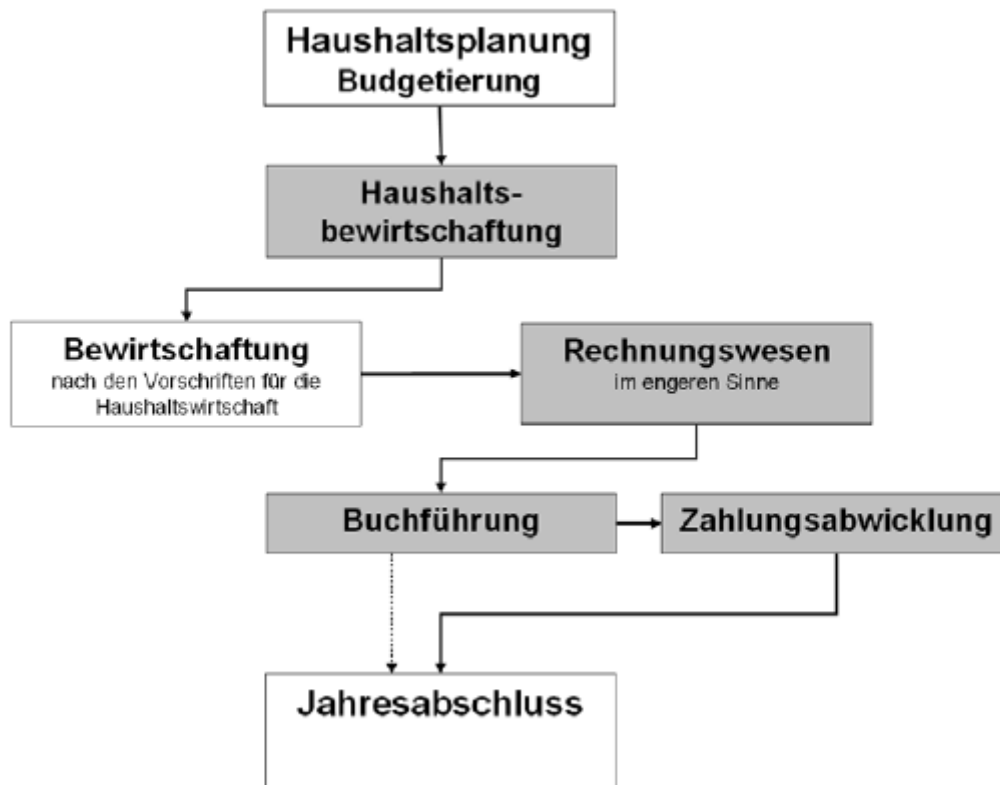 Haushaltsplanung
Budgetierung
Haushalts-
bewirtschaftung
Bewirtschaftung
nach den Vorschriften für die
Haushaltswirtschaft
Rechnungswesen
im engeren Sinne
Buchführung
Zahlungsabwicklung
Jahresabschluss